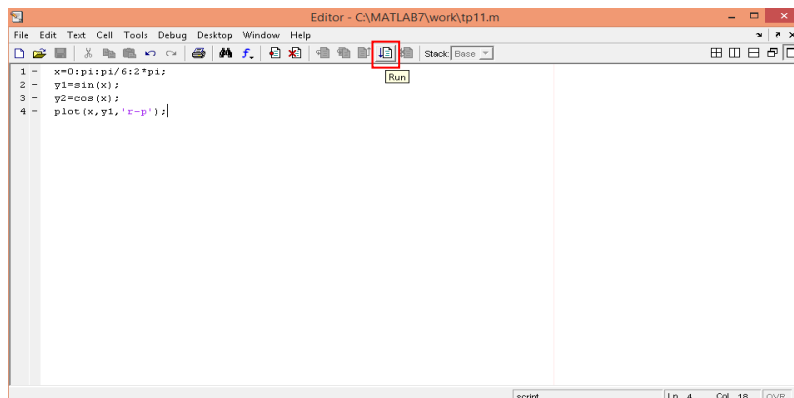 Editor - C:\MATLAB7\work\tp11.m
File Edit Text Cell Tools Debug Desktop Window Help
Stack: Base
Run
1 - x=0:pi:pi/6:2*pi;
2 - y1=sin(x);
3 - y2=cos(x);
4 - plot(x,y1,'r-p');
script Ln 4 Col 18 OVR